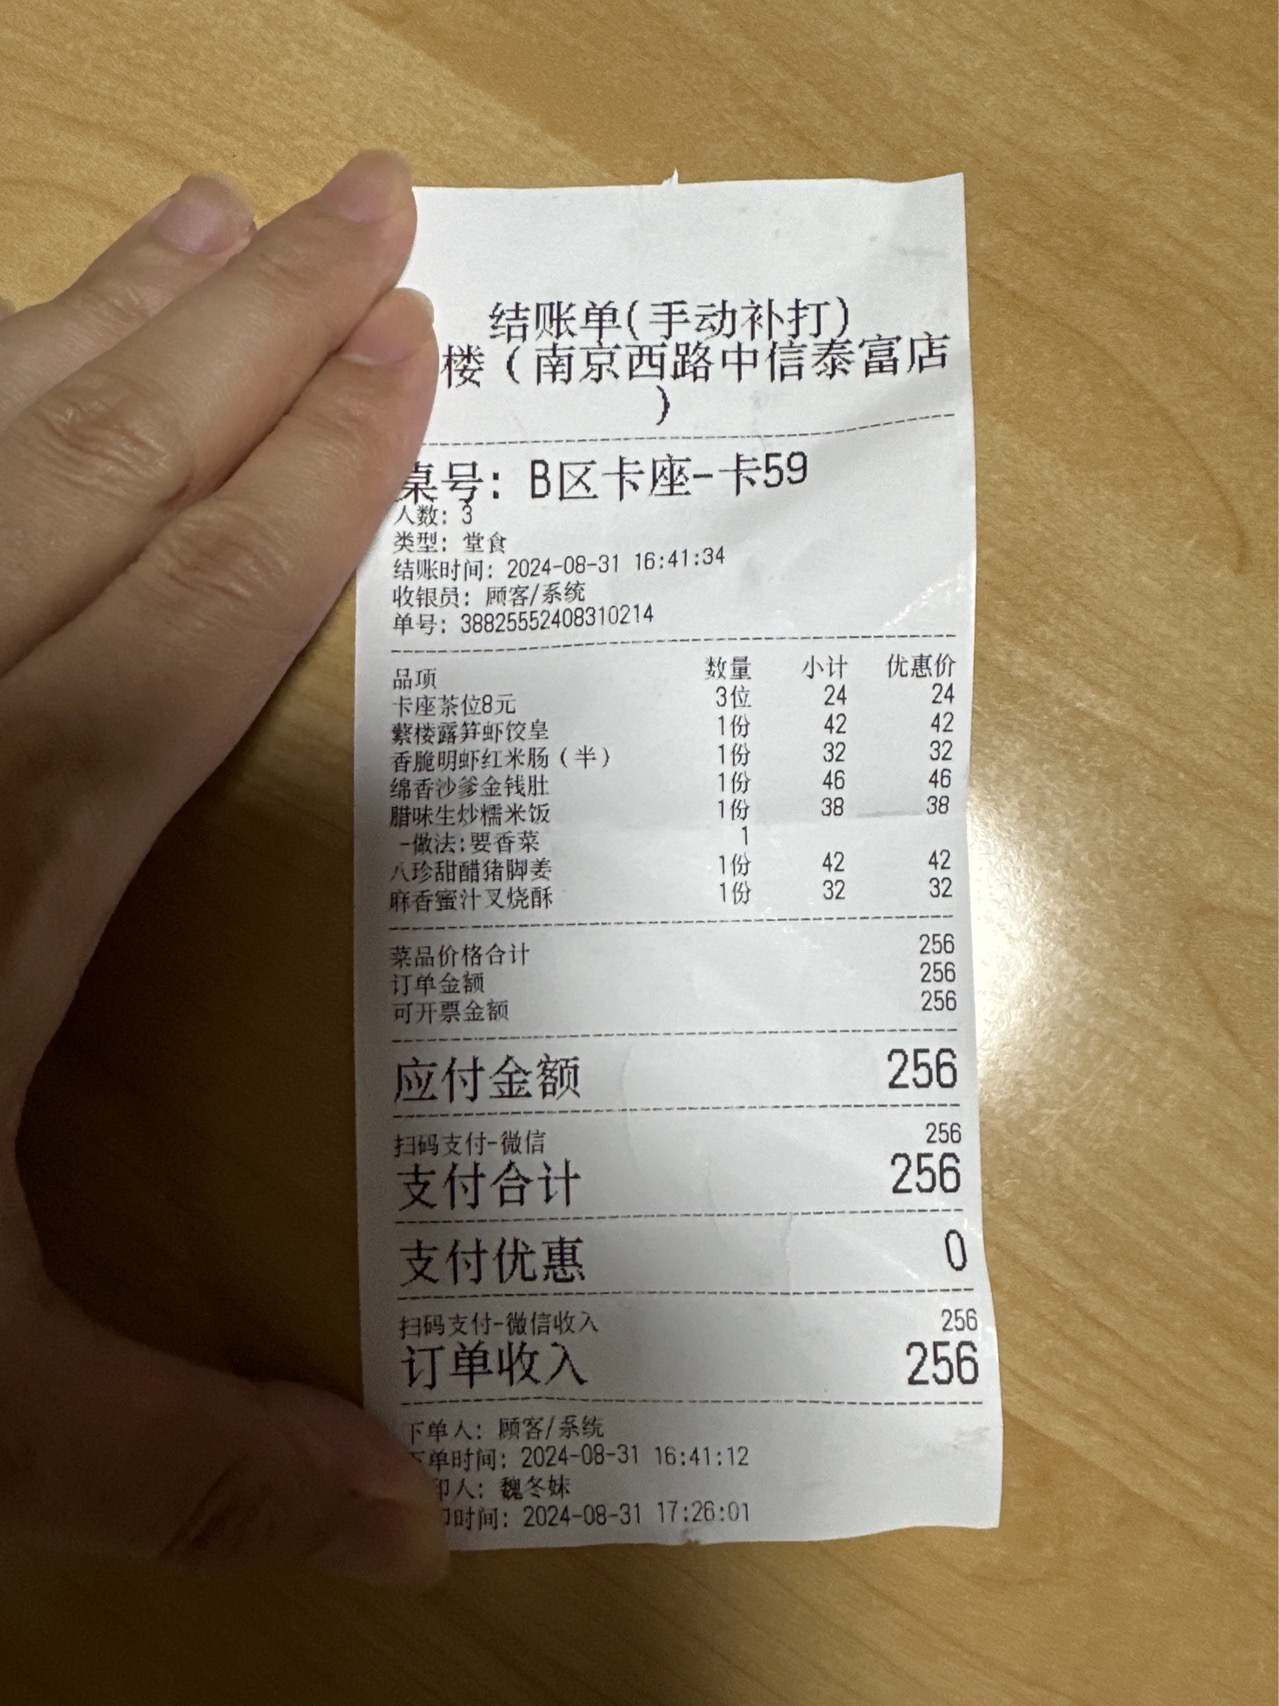 结账单(手动补打)
楼（南京西路中信泰富店
）
桌号: B区卡座-卡59
人数: 3
类型: 堂食
结账时间: 2024-08-31 16:41:34
收银员: 顾客/系统
单号: 38825552408310214
品项 数量 小计 优惠价
卡座茶位8元 3位 24 24
紫楼露笋虾饺皇 1份 42 42
香脆明虾红米肠（半） 1份 32 32
绵香沙爹金钱肚 1份 46 46
腊味生炒糯米饭 1份 38 38
-做法:要香菜 1
八珍甜醋猪脚姜 1份 42 42
麻香蜜汁叉烧酥 1份 32 32
菜品价格合计 256
订单金额 256
可开票金额 256
应付金额 256
扫码支付-微信 256
支付合计 256
支付优惠 0
扫码支付-微信收入 256
订单收入 256
下单人: 顾客/系统
下单时间: 2024-08-31 16:41:12
印人: 魏冬妹
印时间: 2024-08-31 17:26:01